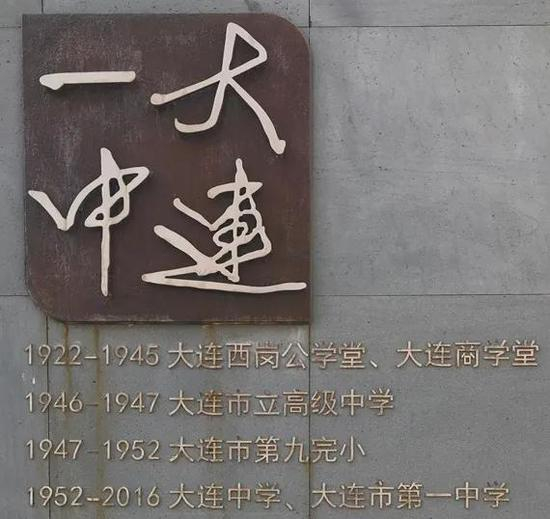 大连
一中
1922-1945 大连西岗公学堂、大连商学堂
1946-1947 大连市立高级中学
1947-1952 大连市第九完小
1952-2016 大连中学、大连市第一中学